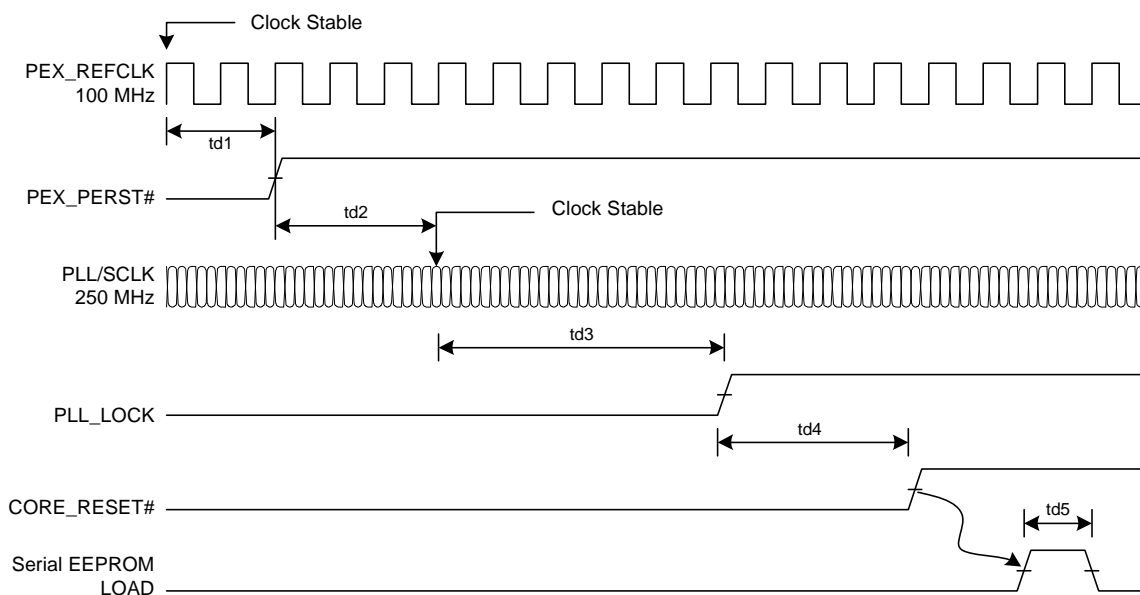 Clock Stable
PEX_REFCLK
100 MHz
td1
PEX_PERST#
td2
Clock Stable
PLL/SCLK
250 MHz
td3
PLL_LOCK
td4
CORE_RESET#
td5
Serial EEPROM
LOAD